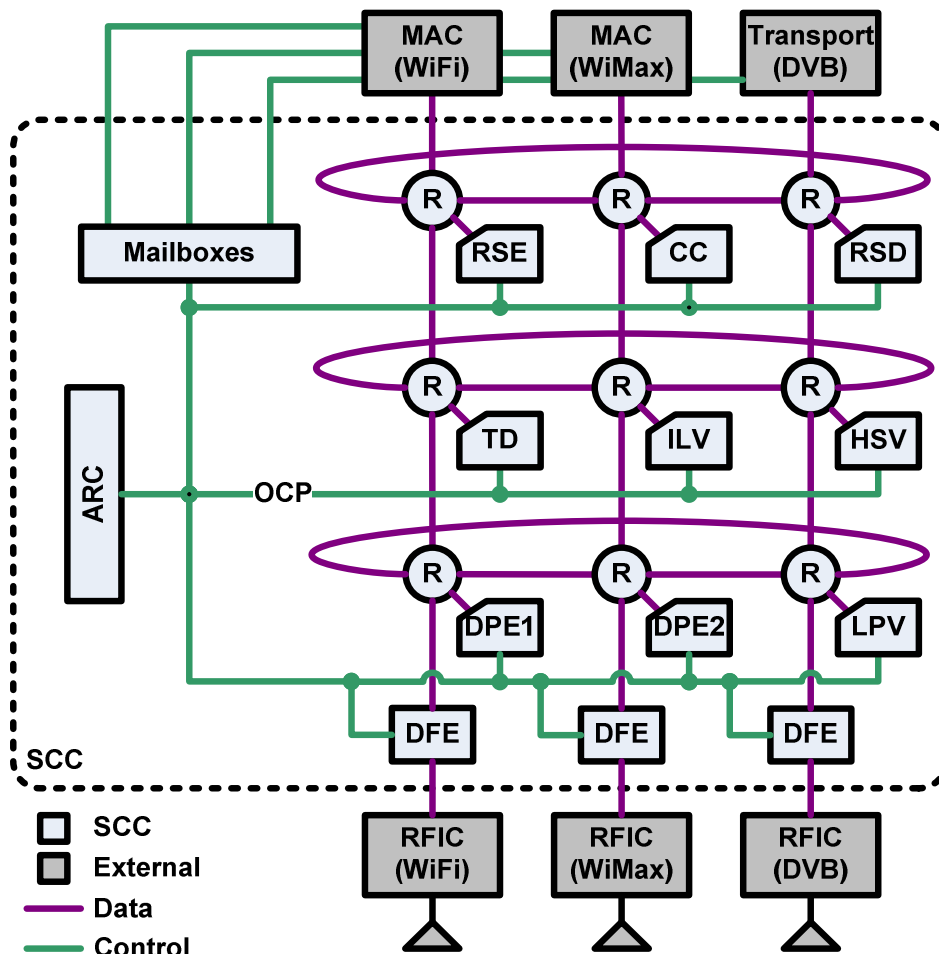 MAC
(WiFi)
MAC
(WiMax)
Transport
(DVB)
R
R
R
Mailboxes
RSE
CC
RSD
R
R
R
TD
ILV
HSV
ARC
OCP
R
R
R
DPE1
DPE2
LPV
DFE
DFE
DFE
SCC
SCC
External
Data
Control
RFIC
(WiFi)
RFIC
(WiMax)
RFIC
(DVB)